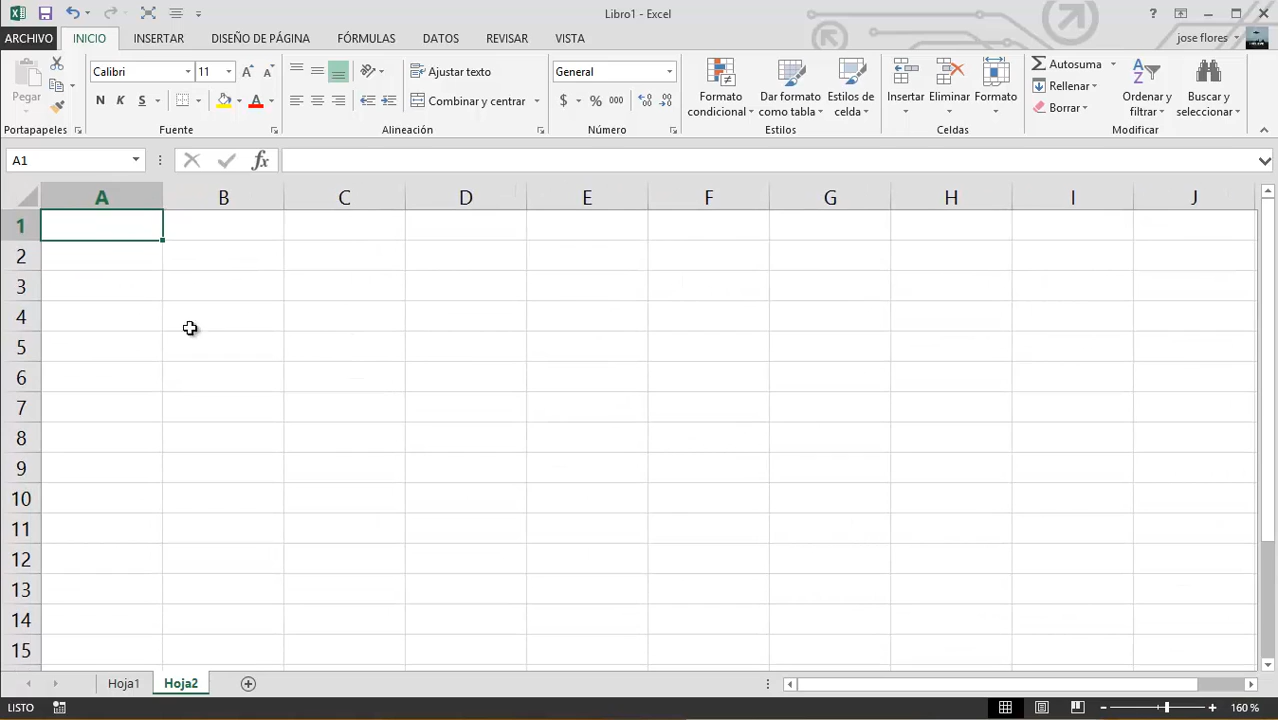 Libro1 - Excel
?
ARCHIVO INICIO INSERTAR DISEÑO DE PÁGINA FÓRMULAS DATOS REVISAR VISTA jose flores
Pegar
Calibri 11
N K S
Ajustar texto
Combinar y centrar
General
$ % 000
Formato condicional
Dar formato como tabla
Estilos de celda
Insertar Eliminar Formato
Autosuma
Rellenar
Borrar
Ordenar y filtrar
Buscar y seleccionar
Portapapeles Fuente Alineación Número Estilos Celdas Modificar
A1 fx
A B C D E F G H I J
1
2
3
4
5
6
7
8
9
10
11
12
13
14
15
Hoja1 Hoja2
LISTO 160 %